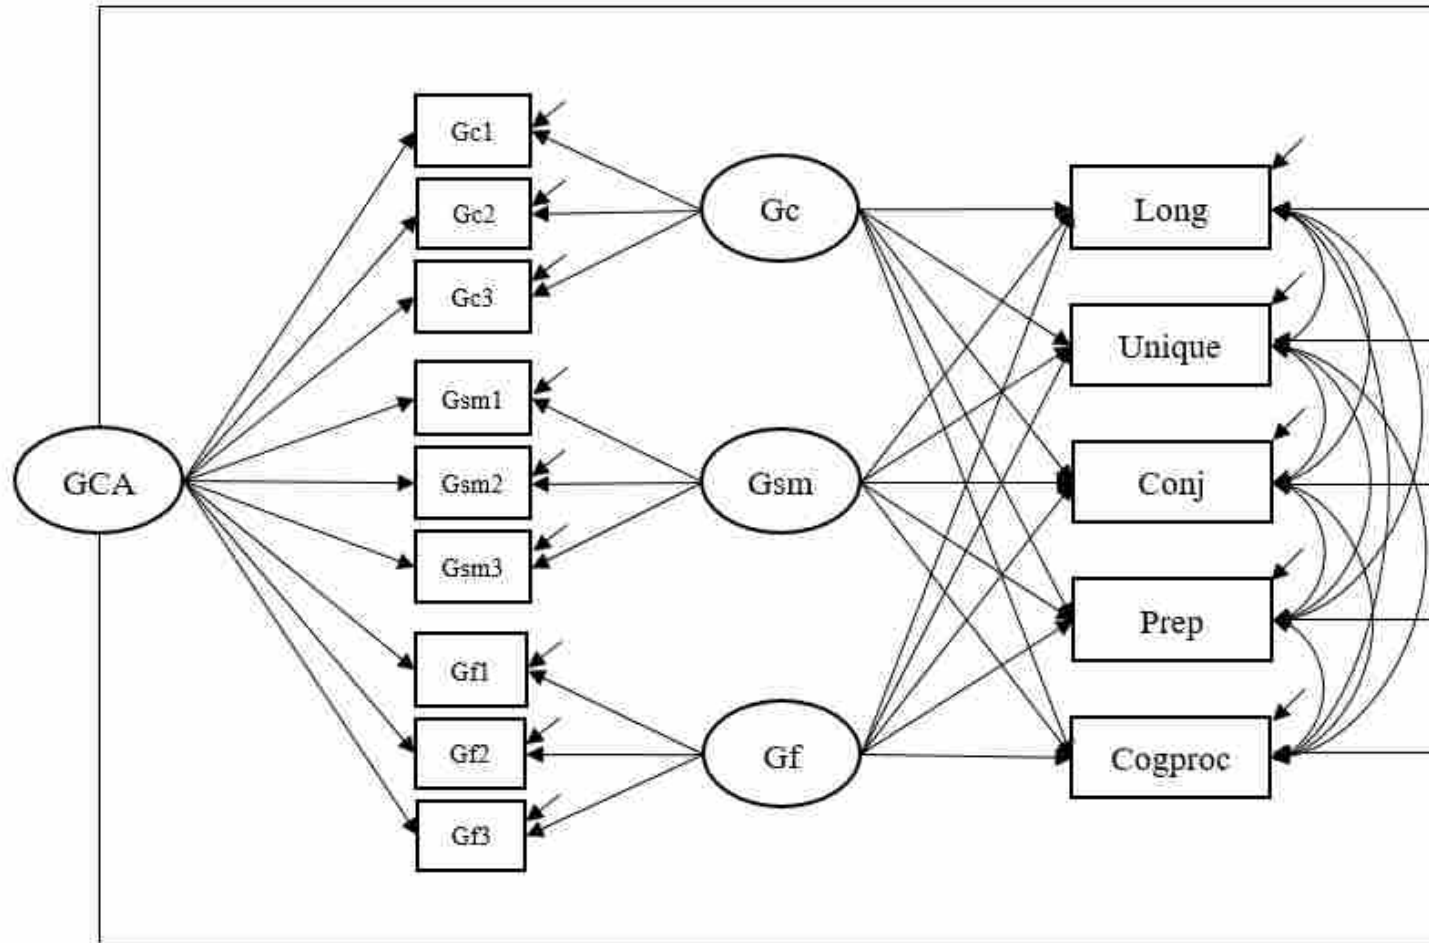 GCA
Gc1
Gc2
Gc3
Gsm1
Gsm2
Gsm3
Gf1
Gf2
Gf3
Gc
Gsm
Gf
Long
Unique
Conj
Prep
Cogproc